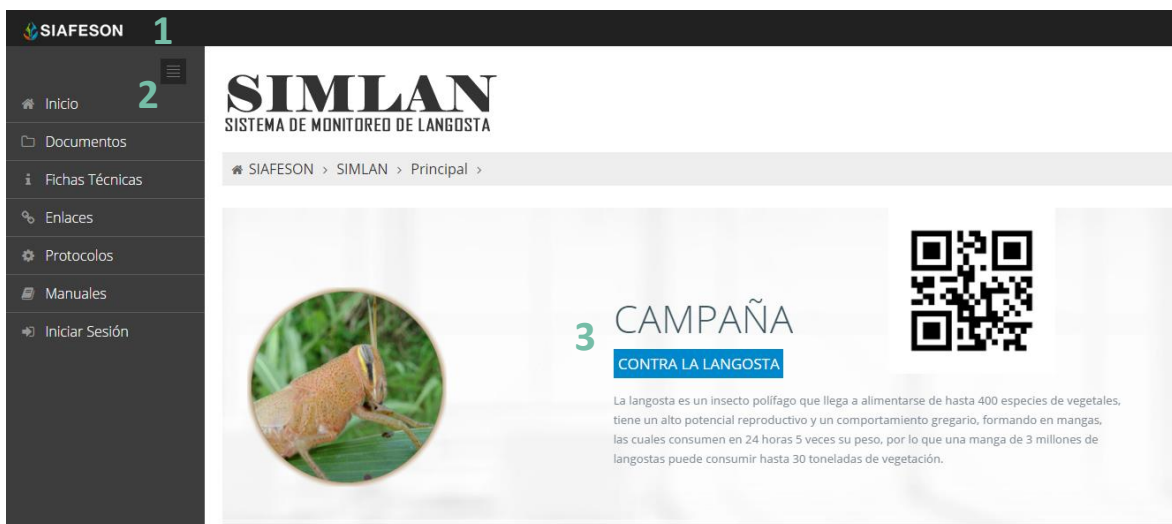 SIAFESON 1
2
Inicio
Documentos
Fichas Técnicas
Enlaces
Protocolos
Manuales
Iniciar Sesión
SIMLAN
SISTEMA DE MONITOREO DE LANGOSTA
SIAFESON > SIMLAN > Principal >
3
CAMPAÑA
CONTRA LA LANGOSTA
La langosta es un insecto polífago que llega a alimentarse de hasta 400 especies de vegetales,
tiene un alto potencial reproductivo y un comportamiento gregario, formando en mangas,
las cuales consumen en 24 horas 5 veces su peso, por lo que una manga de 3 millones de
langostas puede consumir hasta 30 toneladas de vegetación.